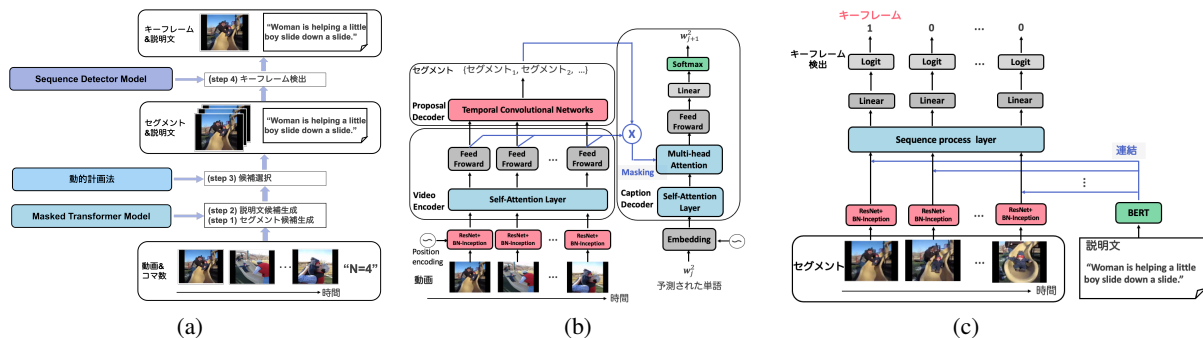 キーフレーム
&説明文
“Woman is helping a little
boy slide down a slide.”
Sequence Detector Model
(step 4) キーフレーム検出
セグメント
&説明文
“Woman is helping a little
boy slide down a slide.”
動的計画法
(step 3) 候補選択
Masked Transformer Model
(step 2) 説明文候補生成
(step 1) セグメント候補生成
動画&
コマ数
...
“N=4”
時間
(a)
セグメント {セグメント₁, セグメント₂, ...}
Proposal
Decoder
Temporal Convolutional Networks
Feed
Froward
Feed
Froward
...
Feed
Froward
Video
Encoder
Self-Attention Layer
ResNet+
BN-Inception
ResNet+
BN-Inception
...
ResNet+
BN-Inception
Position
encoding
動画
...
時間
X
Masking
w²ⱼ₊₁
Softmax
Linear
Feed
Froward
Multi-head
Attention
Caption
Decoder
Self-Attention
Layer
Embedding
w²ⱼ
予測された単語
(b)
キーフレーム
1 0 ... 0
キーフレーム
検出
Logit Logit ... Logit
Linear Linear Linear
Sequence process layer
連結
...
ResNet+
BN-Inception
ResNet+
BN-Inception
...
ResNet+
BN-Inception
BERT
セグメント
...
時間
説明文
“Woman is helping a little
boy slide down a slide.”
(c)